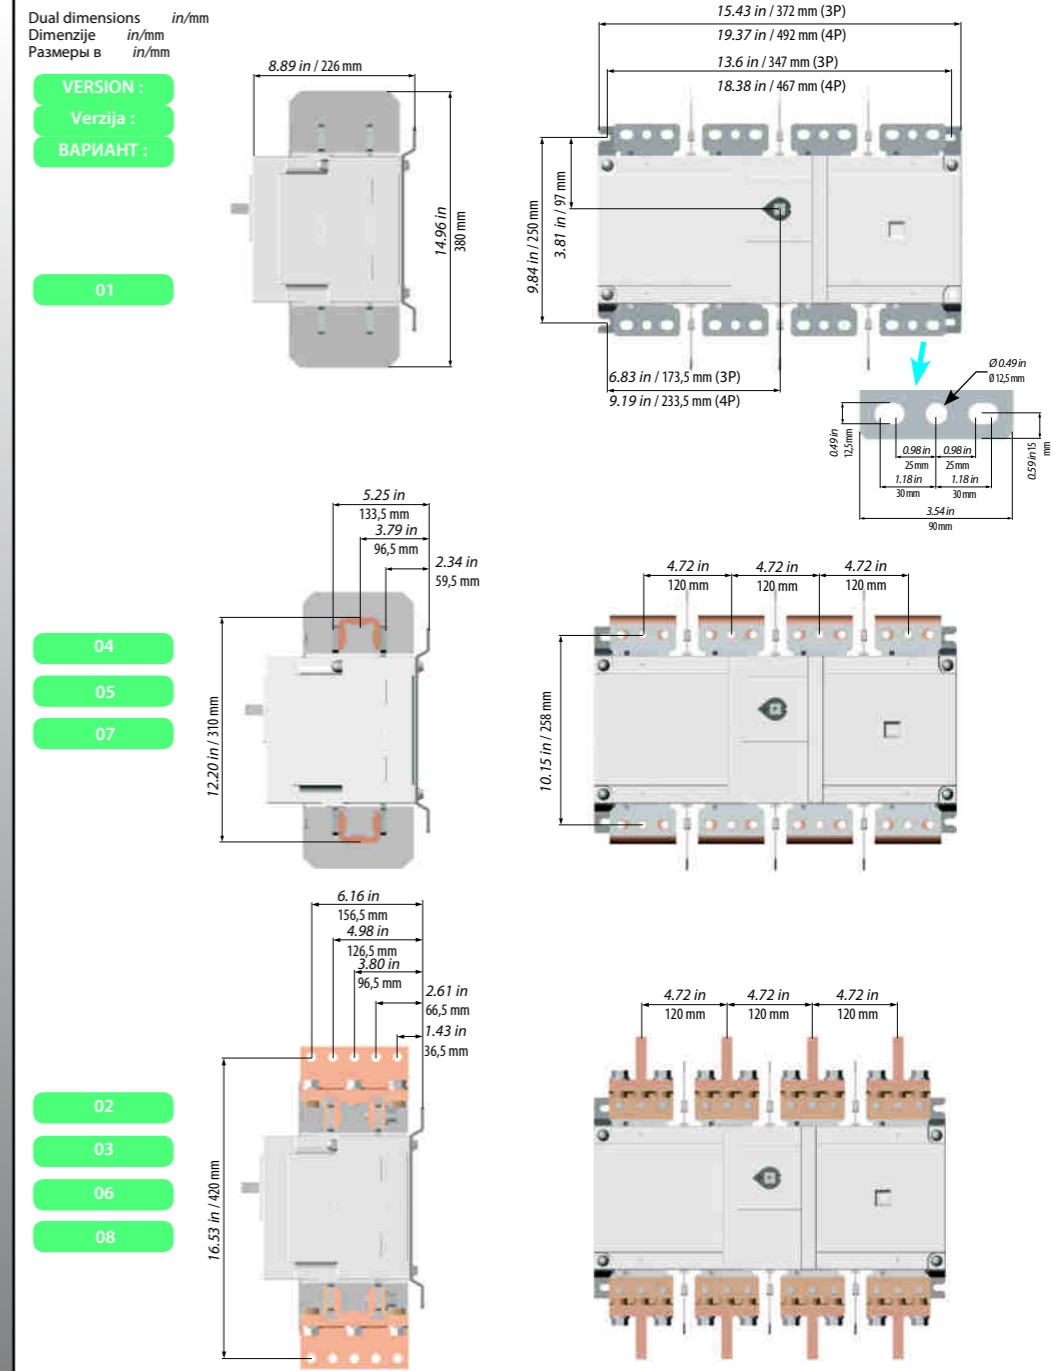 Dual dimensions in/mm
Dimenzije in/mm
Размеры в in/mm
VERSION :
Verzija :
ВАРИАНТ :
8.89 in / 226 mm
14.96 in
380 mm
15.43 in / 372 mm (3P)
19.37 in / 492 mm (4P)
13.6 in / 347 mm (3P)
18.38 in / 467 mm (4P)
9.84 in / 250 mm
3.81 in / 97 mm
01
6.83 in / 173,5 mm (3P)
9.19 in / 233,5 mm (4P)
Ø 0.49 in
Ø 12,5 mm
0.49 in
12,5mm
0.98 in
25 mm
0.98 in
25 mm
1.18 in
30 mm
1.18 in
30 mm
3.54 in
90 mm
0.59 in 15
mm
5.25 in
133,5 mm
3.79 in
96,5 mm
2.34 in
59,5 mm
12.20 in / 310 mm
4.72 in
120 mm
4.72 in
120 mm
4.72 in
120 mm
10.15 in / 258 mm
04
05
07
6.16 in
156,5 mm
4.98 in
126,5 mm
3.80 in
96,5 mm
2.61 in
66,5 mm
1.43 in
36,5 mm
16.53 in / 420 mm
4.72 in
120 mm
4.72 in
120 mm
4.72 in
120 mm
02
03
06
08